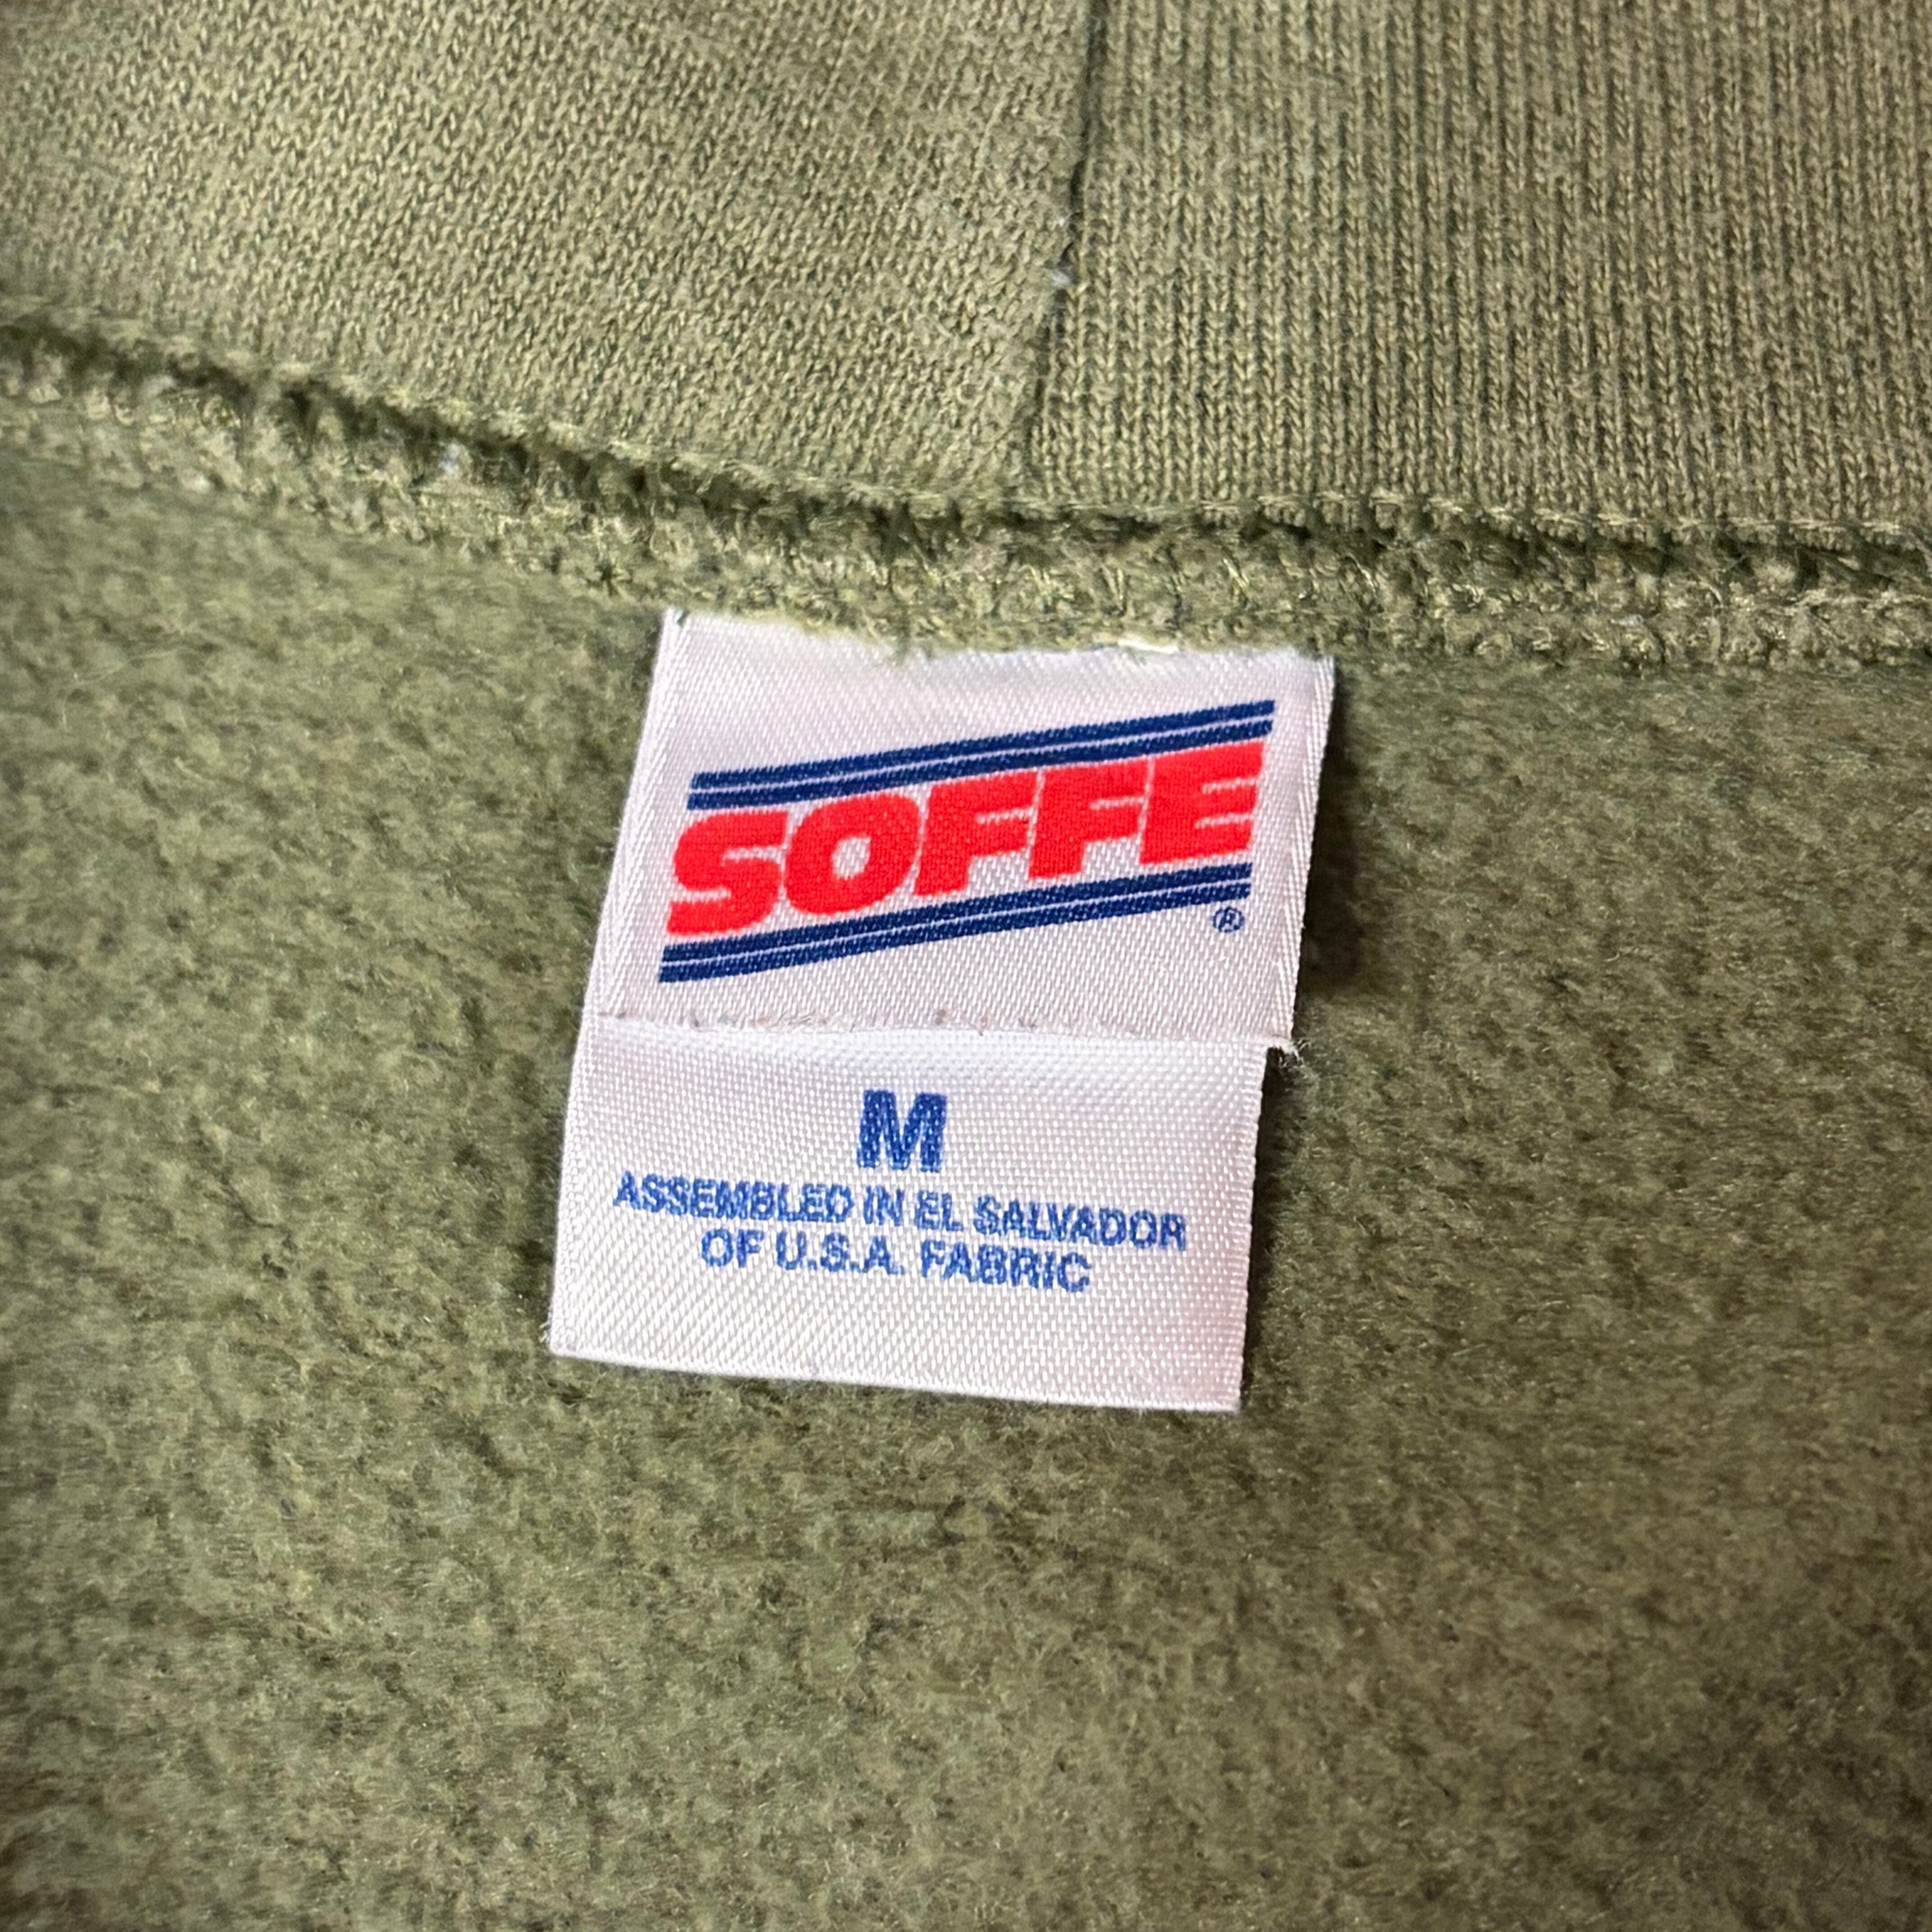 SOFFE
®
M
ASSEMBLED IN EL SALVADOR
OF U.S.A. FABRIC